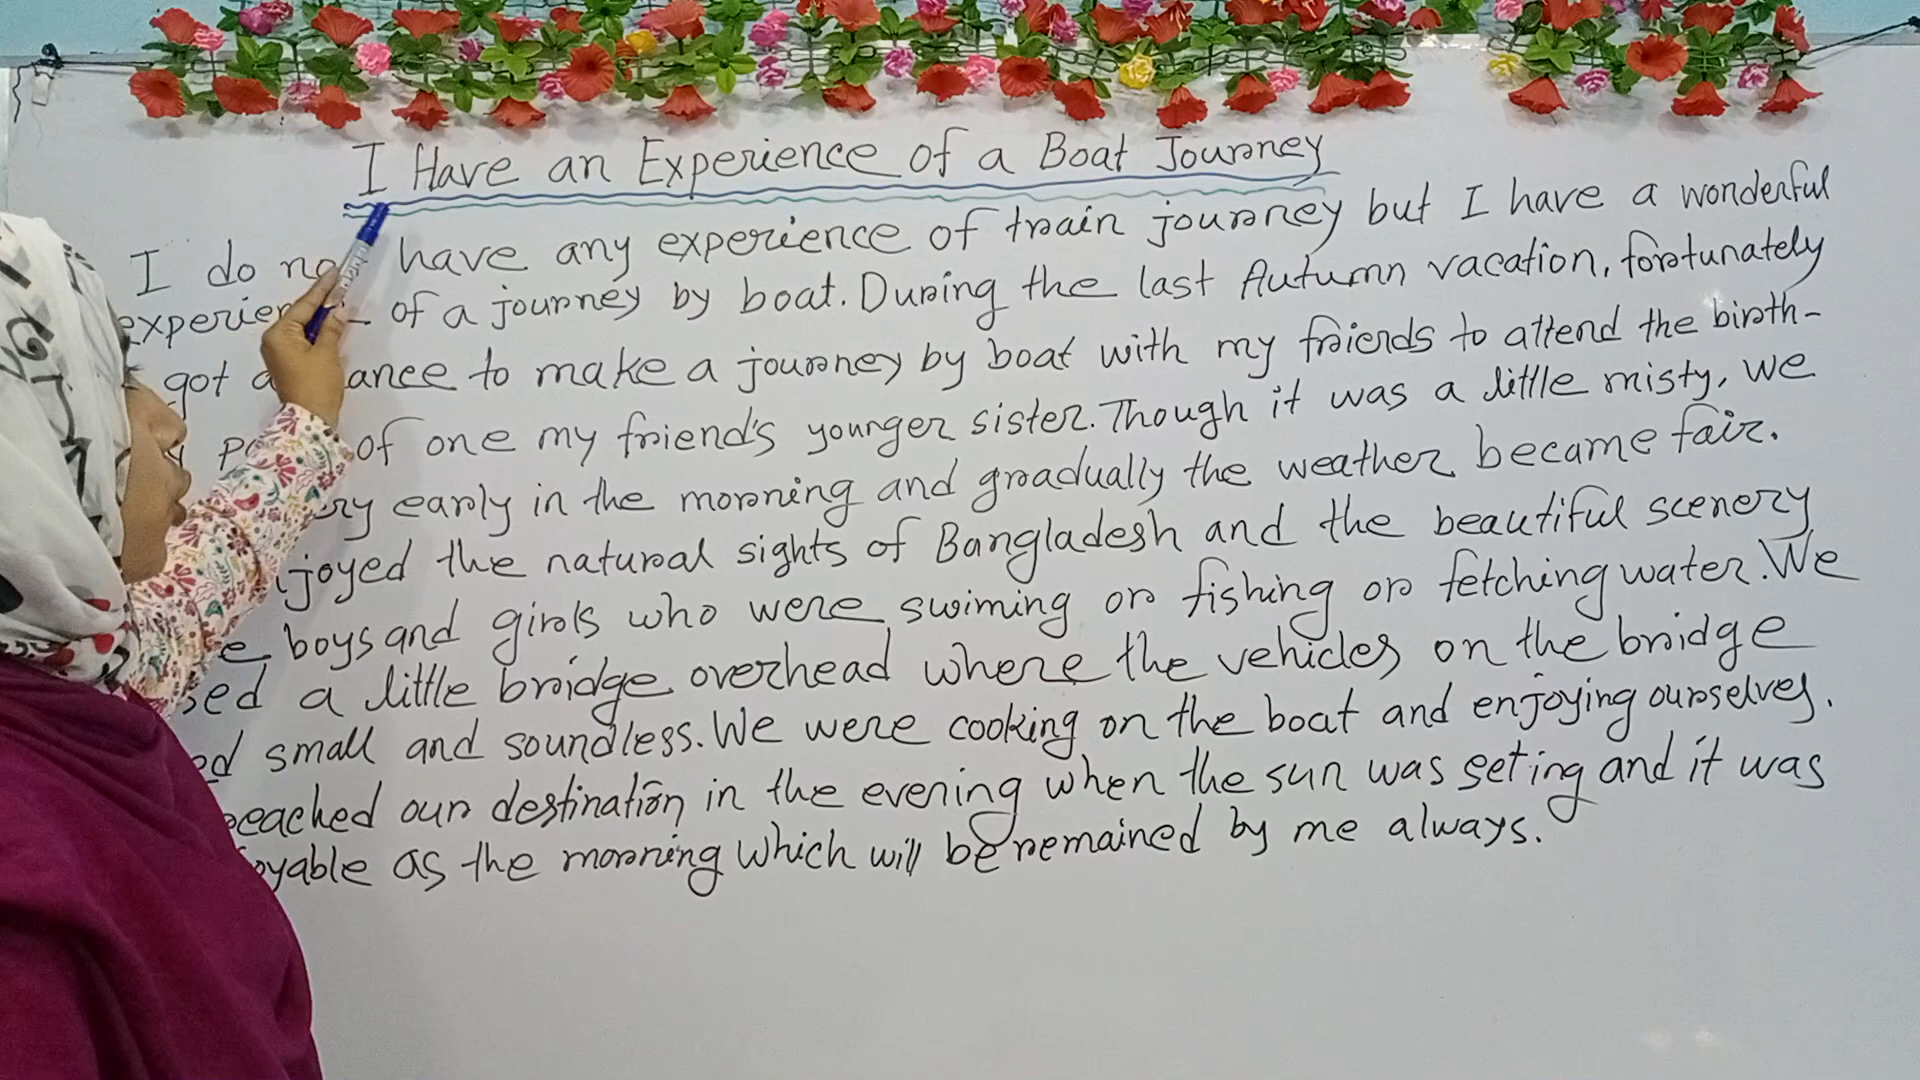 I Have an Experience of a Boat Journey
I do no have any experience of train journey but I have a wonderful
experien of a journey by boat. During the last Autumn vacation, fortunately
got a ance to make a journey by boat with my friends to attend the birth-
of one my friend's younger sister. Though it was a little misty, we
ry early in the morning and gradually the weather became fair.
joyed the natural sights of Bangladesh and the beautiful scenery
e boys and girls who were swiming or fishing or fetching water. We
sed a little bridge overhead where the vehicles on the bridge
ed small and soundless. We were cooking on the boat and enjoying ourselves.
reached our destination in the evening when the sun was seting and it was
oyable as the morning which will be remained by me always.